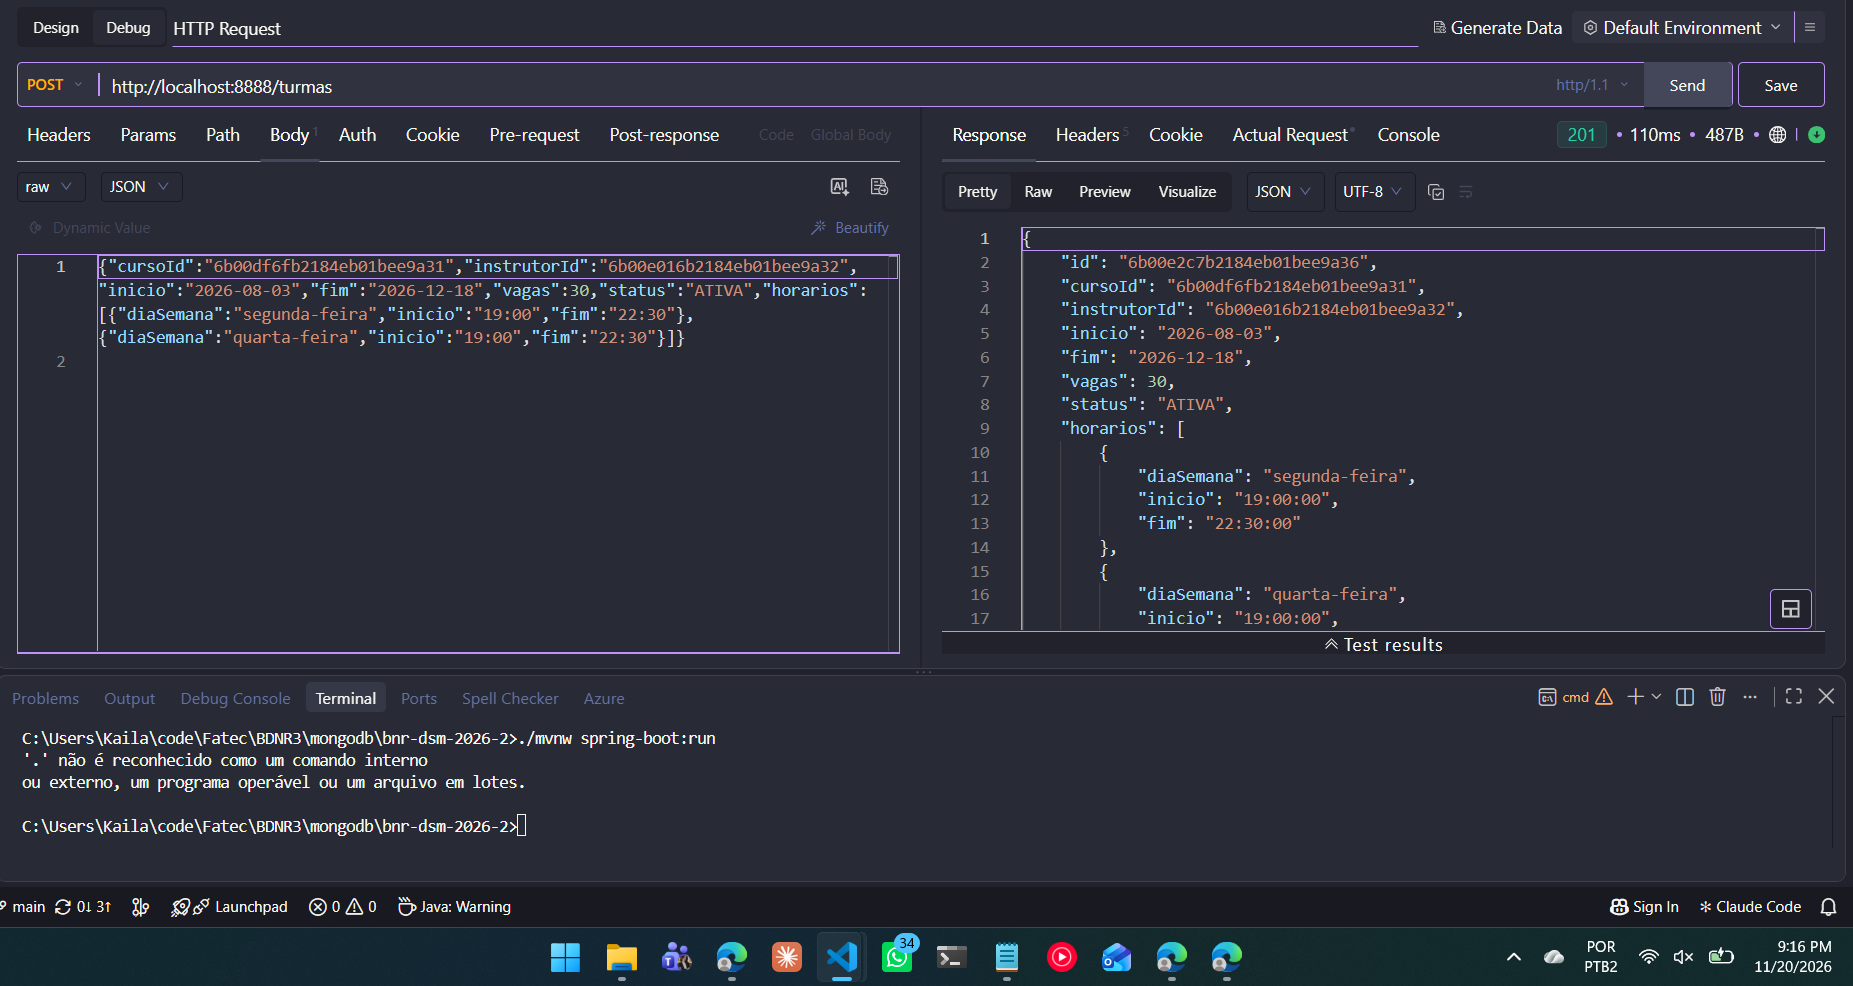 Design Debug HTTP Request Generate Data Default Environment
POST http://localhost:8888/turmas http/1.1 Send Save
Headers Params Path Body 1 Auth Cookie Pre-request Post-response Code Global Body
raw JSON
Dynamic Value Beautify
1 {"cursoId":"6b00df6fb2184eb01bee9a31","instrutorId":"6b00e016b2184eb01bee9a32",
"inicio":"2026-08-03","fim":"2026-12-18","vagas":30,"status":"ATIVA","horarios":
[{"diaSemana":"segunda-feira","inicio":"19:00","fim":"22:30"},
{"diaSemana":"quarta-feira","inicio":"19:00","fim":"22:30"}]}
2
Response Headers 5 Cookie Actual Request Console 201 • 110ms • 487B •
Pretty Raw Preview Visualize JSON UTF-8
1 {
2 "id": "6b00e2c7b2184eb01bee9a36",
3 "cursoId": "6b00df6fb2184eb01bee9a31",
4 "instrutorId": "6b00e016b2184eb01bee9a32",
5 "inicio": "2026-08-03",
6 "fim": "2026-12-18",
7 "vagas": 30,
8 "status": "ATIVA",
9 "horarios": [
10 {
11 "diaSemana": "segunda-feira",
12 "inicio": "19:00:00",
13 "fim": "22:30:00"
14 },
15 {
16 "diaSemana": "quarta-feira",
17 "inicio": "19:00:00",
Test results
Problems Output Debug Console Terminal Ports Spell Checker Azure cmd
C:\Users\Kaila\code\Fatec\BDNR3\mongodb\bnr-dsm-2026-2>./mvnw spring-boot:run
'.' não é reconhecido como um comando interno
ou externo, um programa operável ou um arquivo em lotes.
C:\Users\Kaila\code\Fatec\BDNR3\mongodb\bnr-dsm-2026-2>
main 0↓ 3↑ Launchpad 0 0 Java: Warning Sign In Claude Code
34
POR
PTB2
9:16 PM
11/20/2026